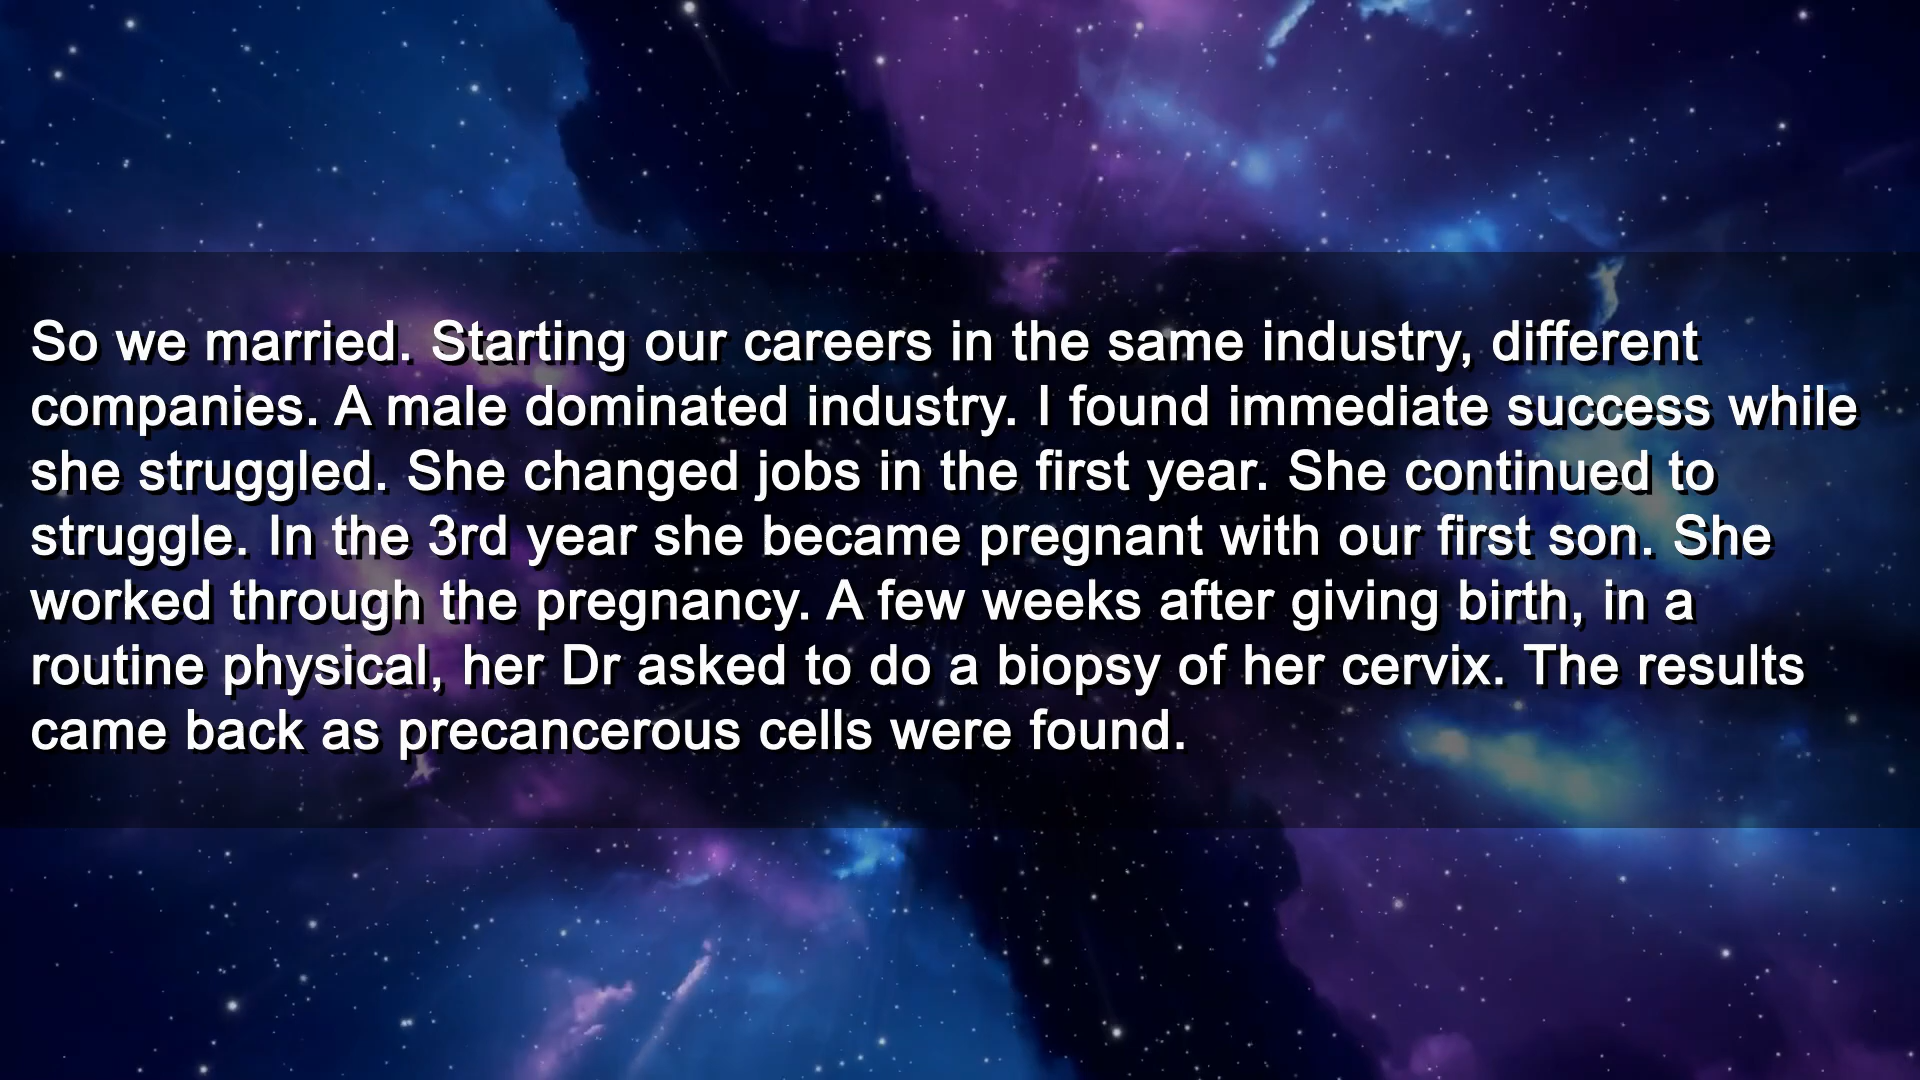 So we married. Starting our careers in the same industry, different
companies. A male dominated industry. I found immediate success while
she struggled. She changed jobs in the first year. She continued to
struggle. In the 3rd year she became pregnant with our first son. She
worked through the pregnancy. A few weeks after giving birth, in a
routine physical, her Dr asked to do a biopsy of her cervix. The results
came back as precancerous cells were found.